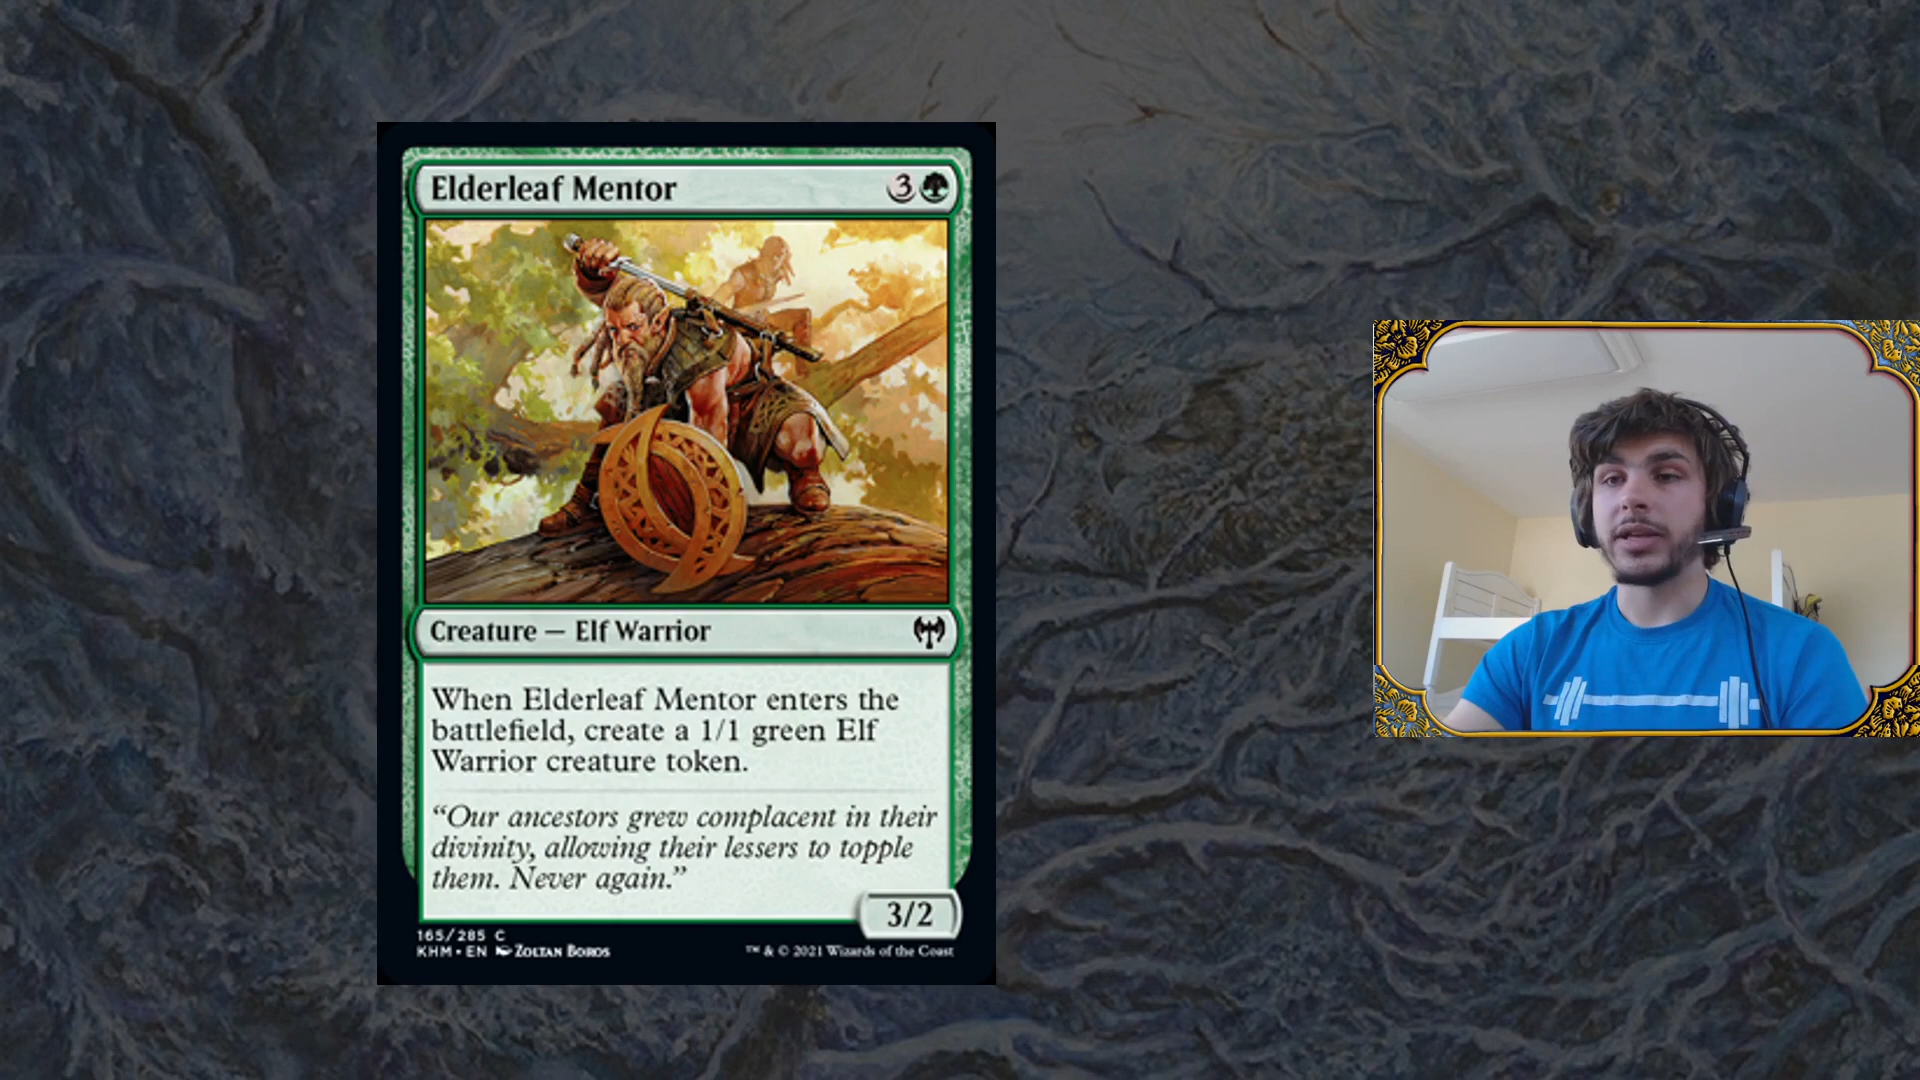 Elderleaf Mentor 3
Creature — Elf Warrior
When Elderleaf Mentor enters the
battlefield, create a 1/1 green Elf
Warrior creature token.
“Our ancestors grew complacent in their
divinity, allowing their lessers to topple
them. Never again.”
3/2
165/285 C
KHM • EN Zoltan Boros
™ & © 2021 Wizards of the Coast